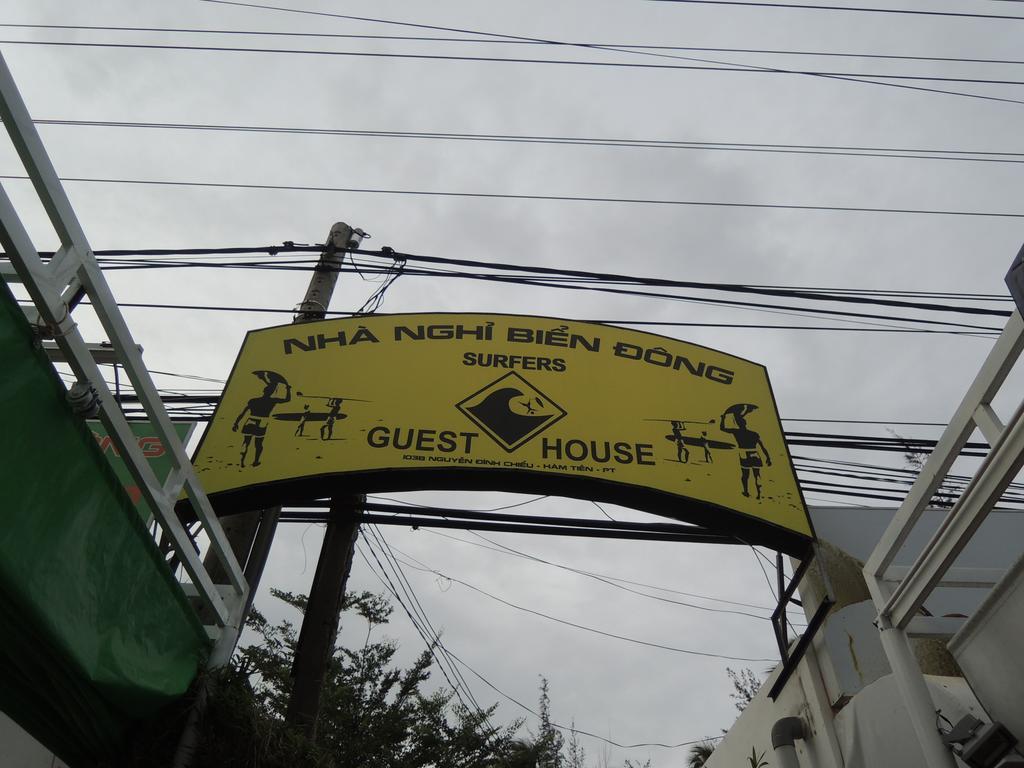 NHÀ NGHỈ BIỂN ĐÔNG
SURFERS
GUEST HOUSE
103B NGUYỄN ĐÌNH CHIỂU - HÀM TIẾN - PT